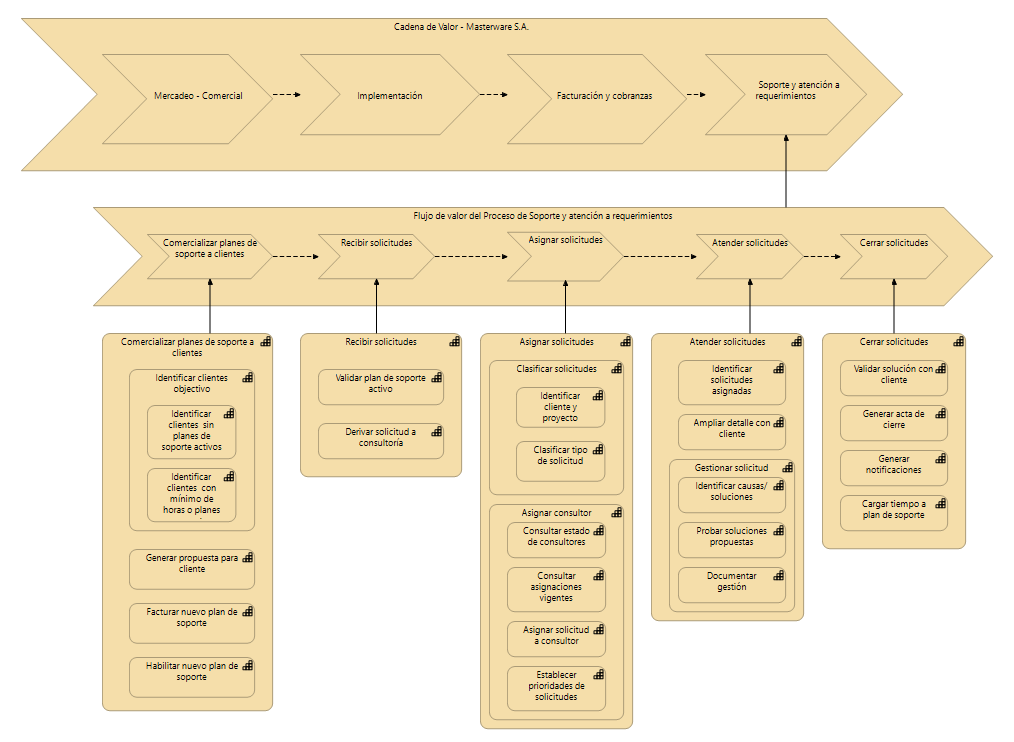 Cadena de Valor - Masterware S.A.
Mercadeo - Comercial
Implementación
Facturación y cobranzas
Soporte y atención a
requerimientos
Flujo de valor del Proceso de Soporte y atención a requerimientos
Comercializar planes de
soporte a clientes
Recibir solicitudes
Asignar solicitudes
Atender solicitudes
Cerrar solicitudes
Comercializar planes de soporte a
clientes
Identificar clientes
objetivo
Identificar
clientes sin
planes de
soporte activos
Identificar
clientes con
mínimo de
horas o planes
Generar propuesta para
cliente
Facturar nuevo plan de
soporte
Habilitar nuevo plan de
soporte
Recibir solicitudes
Validar plan de soporte
activo
Derivar solicitud a
consultoría
Asignar solicitudes
Clasificar solicitudes
Identificar
cliente y
proyecto
Clasificar tipo
de solicitud
Asignar consultor
Consultar estado
de consultores
Consultar
asignaciones
vigentes
Asignar solicitud
a consultor
Establecer
prioridades de
solicitudes
Atender solicitudes
Identificar
solicitudes
asignadas
Ampliar detalle con
cliente
Gestionar solicitud
Identificar causas/
soluciones
Probar soluciones
propuestas
Documentar
gestión
Cerrar solicitudes
Validar solución con
cliente
Generar acta de
cierre
Generar
notificaciones
Cargar tiempo a
plan de soporte